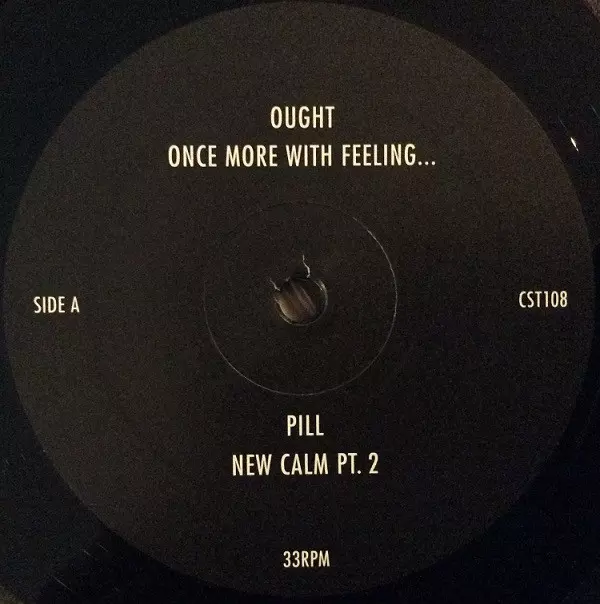 OUGHT
ONCE MORE WITH FEELING...
SIDE A
CST108
PILL
NEW CALM PT. 2
33RPM